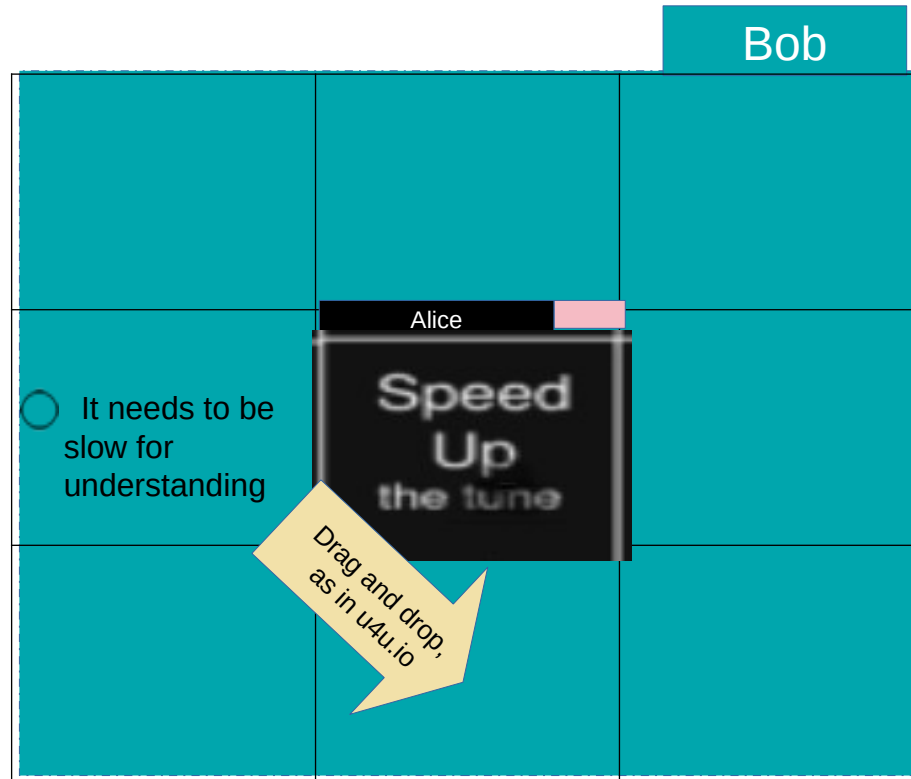 Bob
Alice
Speed
Up
the tune
It needs to be
slow for
understanding
Drag and drop,
as in u4u.io